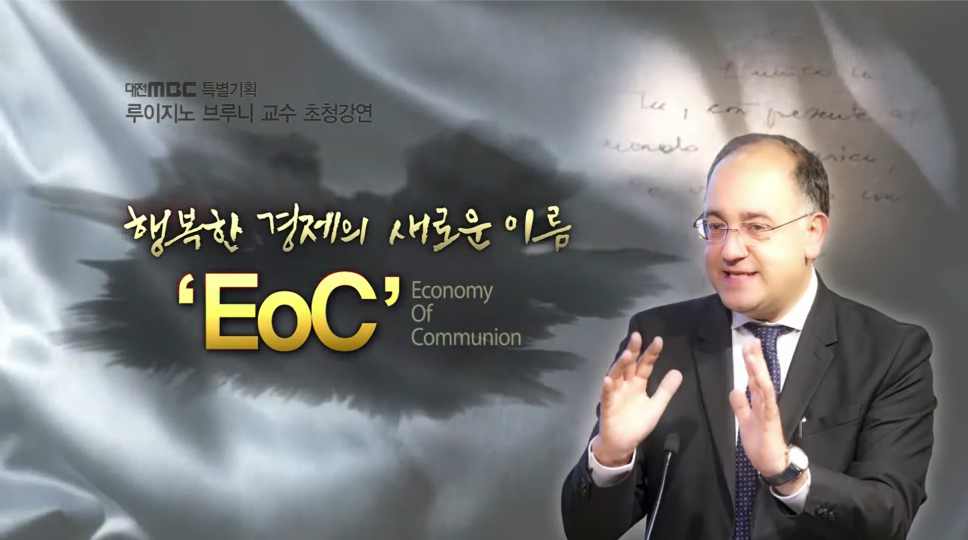 대전MBC 특별기획
루이지노 브루니 교수 초청강연
행복한 경제의 새로운 이름
‘EoC’
Economy
Of
Communion